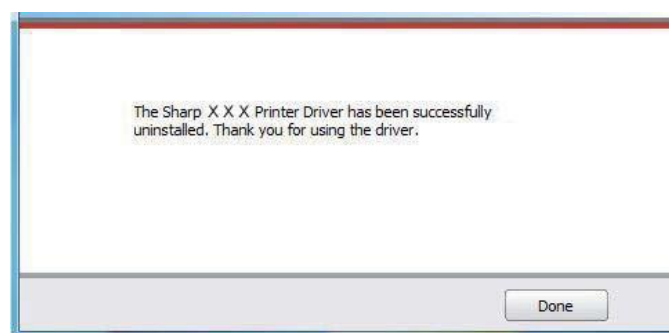 The Sharp X X X Printer Driver has been successfully
uninstalled. Thank you for using the driver.
Done